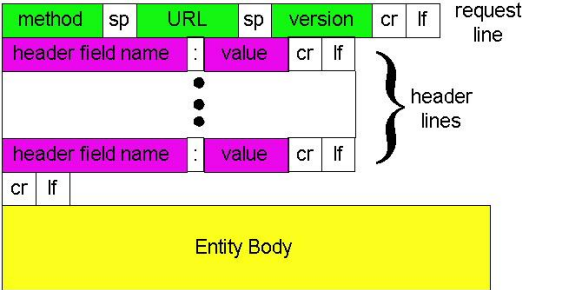 method sp URL sp version cr lf request line
header field name : value cr lf
header lines
header field name : value cr lf
cr lf
Entity Body